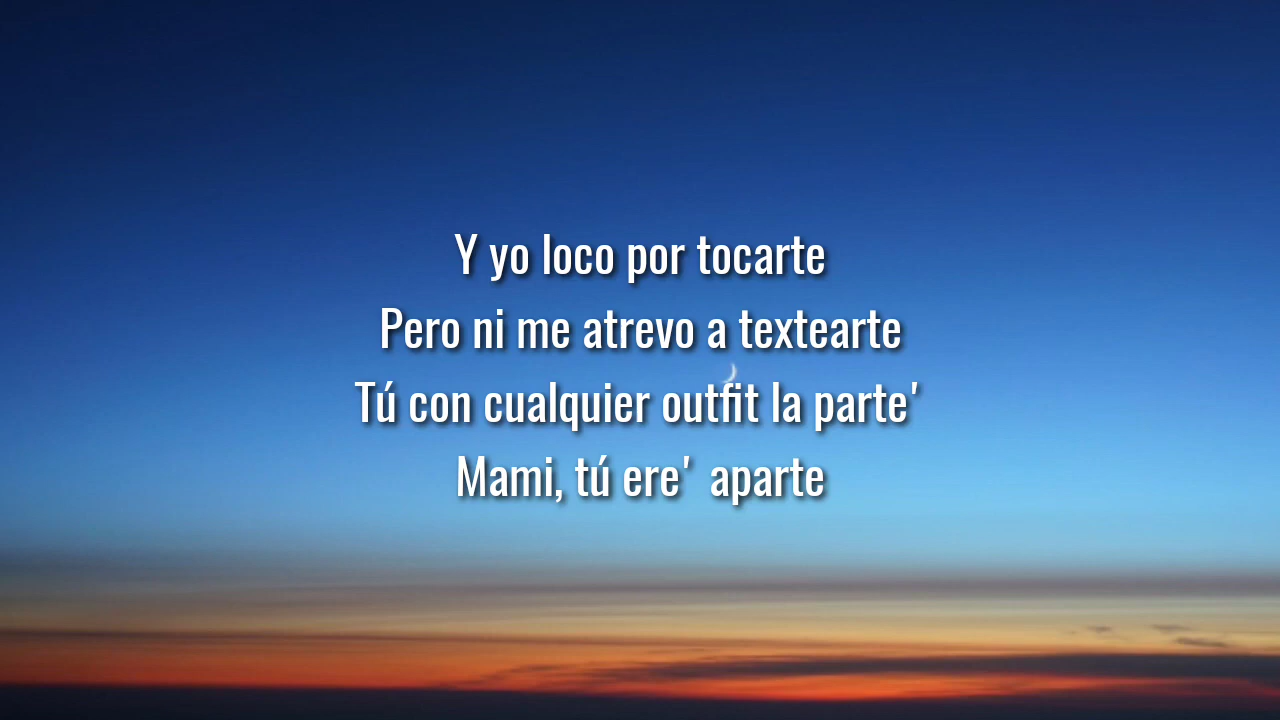 Y yo loco por tocarte
Pero ni me atrevo a textearte
Tú con cualquier outfit la parte'
Mami, tú ere' aparte